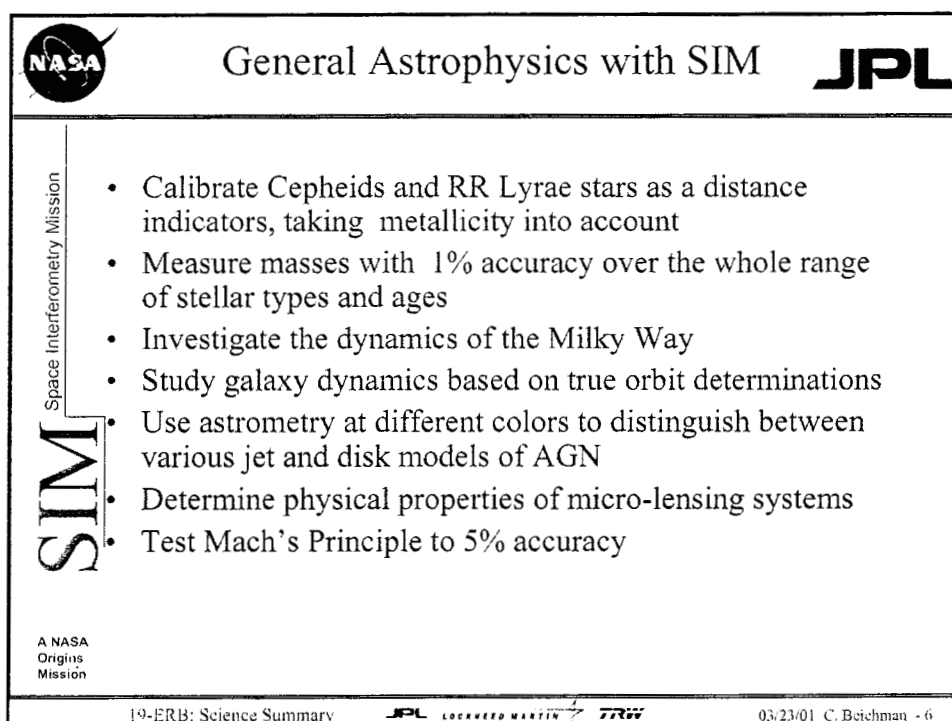 NASA
General Astrophysics with SIM
JPL
Space Interferometry Mission
SIM
• Calibrate Cepheids and RR Lyrae stars as a distance
indicators, taking metallicity into account
• Measure masses with 1% accuracy over the whole range
of stellar types and ages
• Investigate the dynamics of the Milky Way
• Study galaxy dynamics based on true orbit determinations
• Use astrometry at different colors to distinguish between
various jet and disk models of AGN
• Determine physical properties of micro-lensing systems
• Test Mach's Principle to 5% accuracy
A NASA
Origins
Mission
19-ERB: Science Summary
JPL LOCKHEED MARTIN TRW
03/23/01 C. Beichman - 6